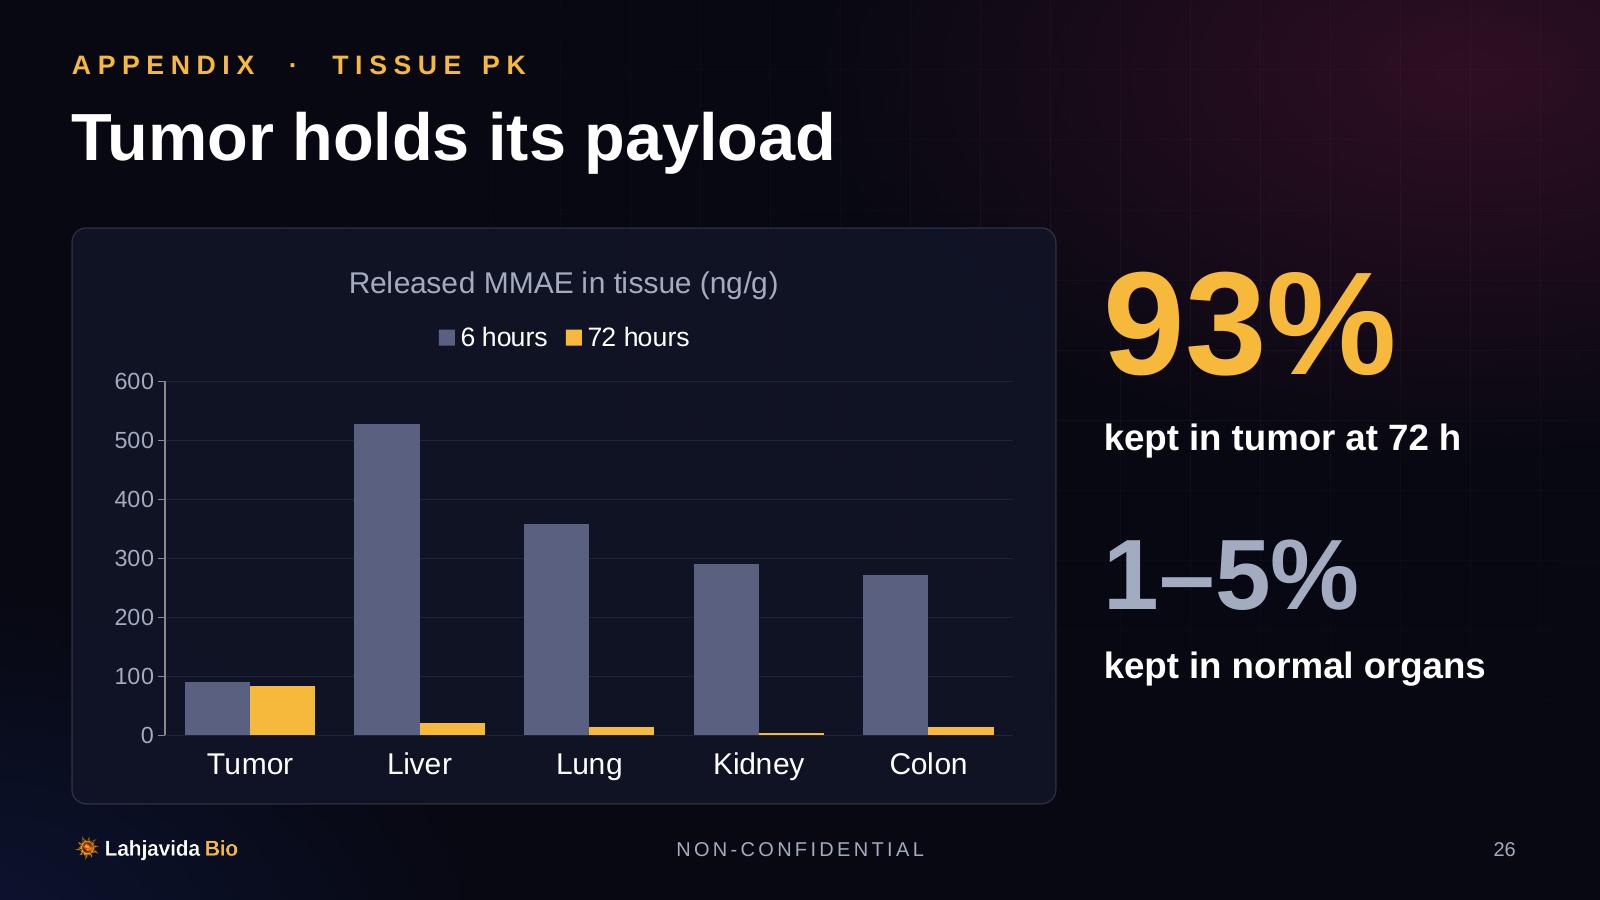 APPENDIX · TISSUE PK
Tumor holds its payload
Released MMAE in tissue (ng/g)
6 hours 72 hours
600
500
400
300
200
100
0
Tumor Liver Lung Kidney Colon
93%
kept in tumor at 72 h
1–5%
kept in normal organs
Lahjavida Bio
NON-CONFIDENTIAL
26